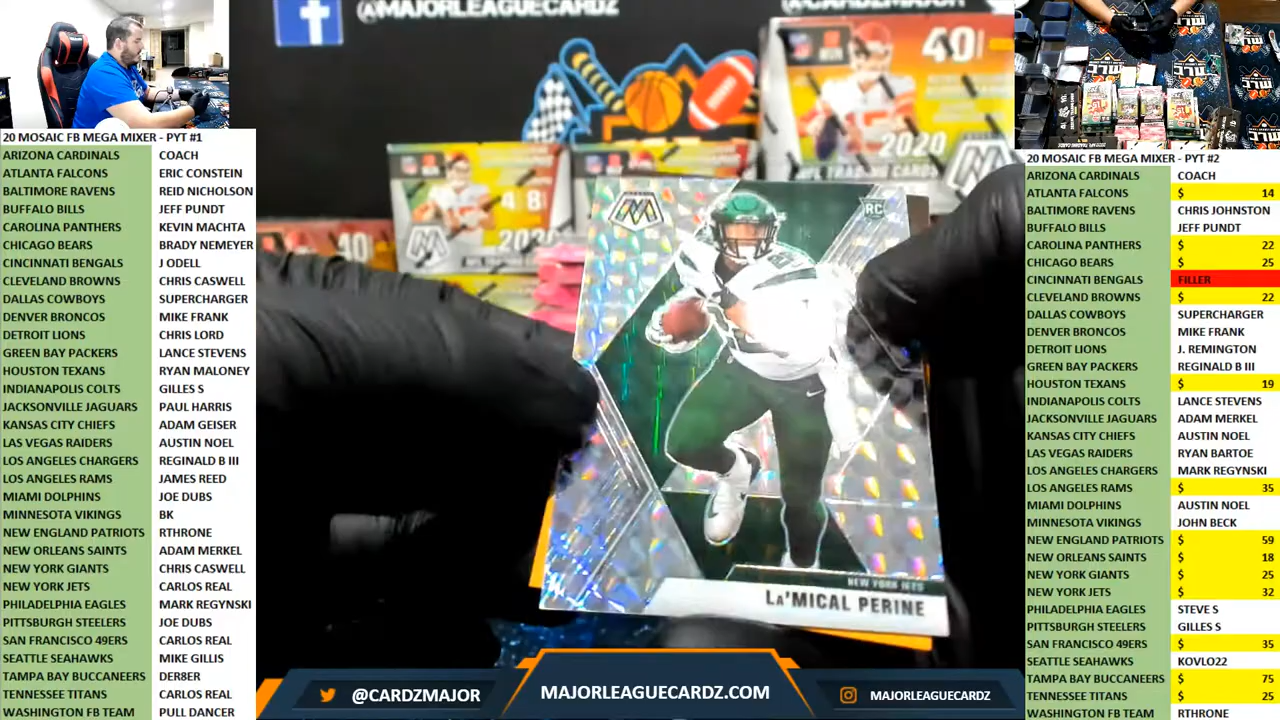 @MAJORLEAGUECARDZ
@CARDZMAJOR
20 MOSAIC FB MEGA MIXER - PYT #1
ARIZONA CARDINALS COACH
ATLANTA FALCONS ERIC CONSTEIN
BALTIMORE RAVENS REID NICHOLSON
BUFFALO BILLS JEFF PUNDT
CAROLINA PANTHERS KEVIN MACHTA
CHICAGO BEARS BRADY NEMEYER
CINCINNATI BENGALS J ODELL
CLEVELAND BROWNS CHRIS CASWELL
DALLAS COWBOYS SUPERCHARGER
DENVER BRONCOS MIKE FRANK
DETROIT LIONS CHRIS LORD
GREEN BAY PACKERS LANCE STEVENS
HOUSTON TEXANS RYAN MALONEY
INDIANAPOLIS COLTS GILLES S
JACKSONVILLE JAGUARS PAUL HARRIS
KANSAS CITY CHIEFS ADAM GEISER
LAS VEGAS RAIDERS AUSTIN NOEL
LOS ANGELES CHARGERS REGINALD B III
LOS ANGELES RAMS JAMES REED
MIAMI DOLPHINS JOE DUBS
MINNESOTA VIKINGS BK
NEW ENGLAND PATRIOTS RTHRONE
NEW ORLEANS SAINTS ADAM MERKEL
NEW YORK GIANTS CHRIS CASWELL
NEW YORK JETS CARLOS REAL
PHILADELPHIA EAGLES MARK REGYNSKI
PITTSBURGH STEELERS JOE DUBS
SAN FRANCISCO 49ERS CARLOS REAL
SEATTLE SEAHAWKS MIKE GILLIS
TAMPA BAY BUCCANEERS DER8ER
TENNESSEE TITANS CARLOS REAL
WASHINGTON FB TEAM PULL DANCER
40
2020
NFL TRADING CARDS
4 8
2020
40
RC
NEW YORK JETS
LA'MICAL PERINE
20 MOSAIC FB MEGA MIXER - PYT #2
ARIZONA CARDINALS COACH
ATLANTA FALCONS $ 14
BALTIMORE RAVENS CHRIS JOHNSTON
BUFFALO BILLS JEFF PUNDT
CAROLINA PANTHERS $ 22
CHICAGO BEARS $ 25
CINCINNATI BENGALS FILLER
CLEVELAND BROWNS $ 22
DALLAS COWBOYS SUPERCHARGER
DENVER BRONCOS MIKE FRANK
DETROIT LIONS J. REMINGTON
GREEN BAY PACKERS REGINALD B III
HOUSTON TEXANS $ 19
INDIANAPOLIS COLTS LANCE STEVENS
JACKSONVILLE JAGUARS ADAM MERKEL
KANSAS CITY CHIEFS AUSTIN NOEL
LAS VEGAS RAIDERS RYAN BARTOE
LOS ANGELES CHARGERS MARK REGYNSKI
LOS ANGELES RAMS $ 35
MIAMI DOLPHINS AUSTIN NOEL
MINNESOTA VIKINGS JOHN BECK
NEW ENGLAND PATRIOTS $ 59
NEW ORLEANS SAINTS $ 18
NEW YORK GIANTS $ 25
NEW YORK JETS $ 32
PHILADELPHIA EAGLES STEVE S
PITTSBURGH STEELERS GILLES S
SAN FRANCISCO 49ERS $ 35
SEATTLE SEAHAWKS KOVLO22
TAMPA BAY BUCCANEERS $ 75
TENNESSEE TITANS $ 25
WASHINGTON FB TEAM RTHRONE
@CARDZMAJOR
MAJORLEAGUECARDZ.COM
MAJORLEAGUECARDZ